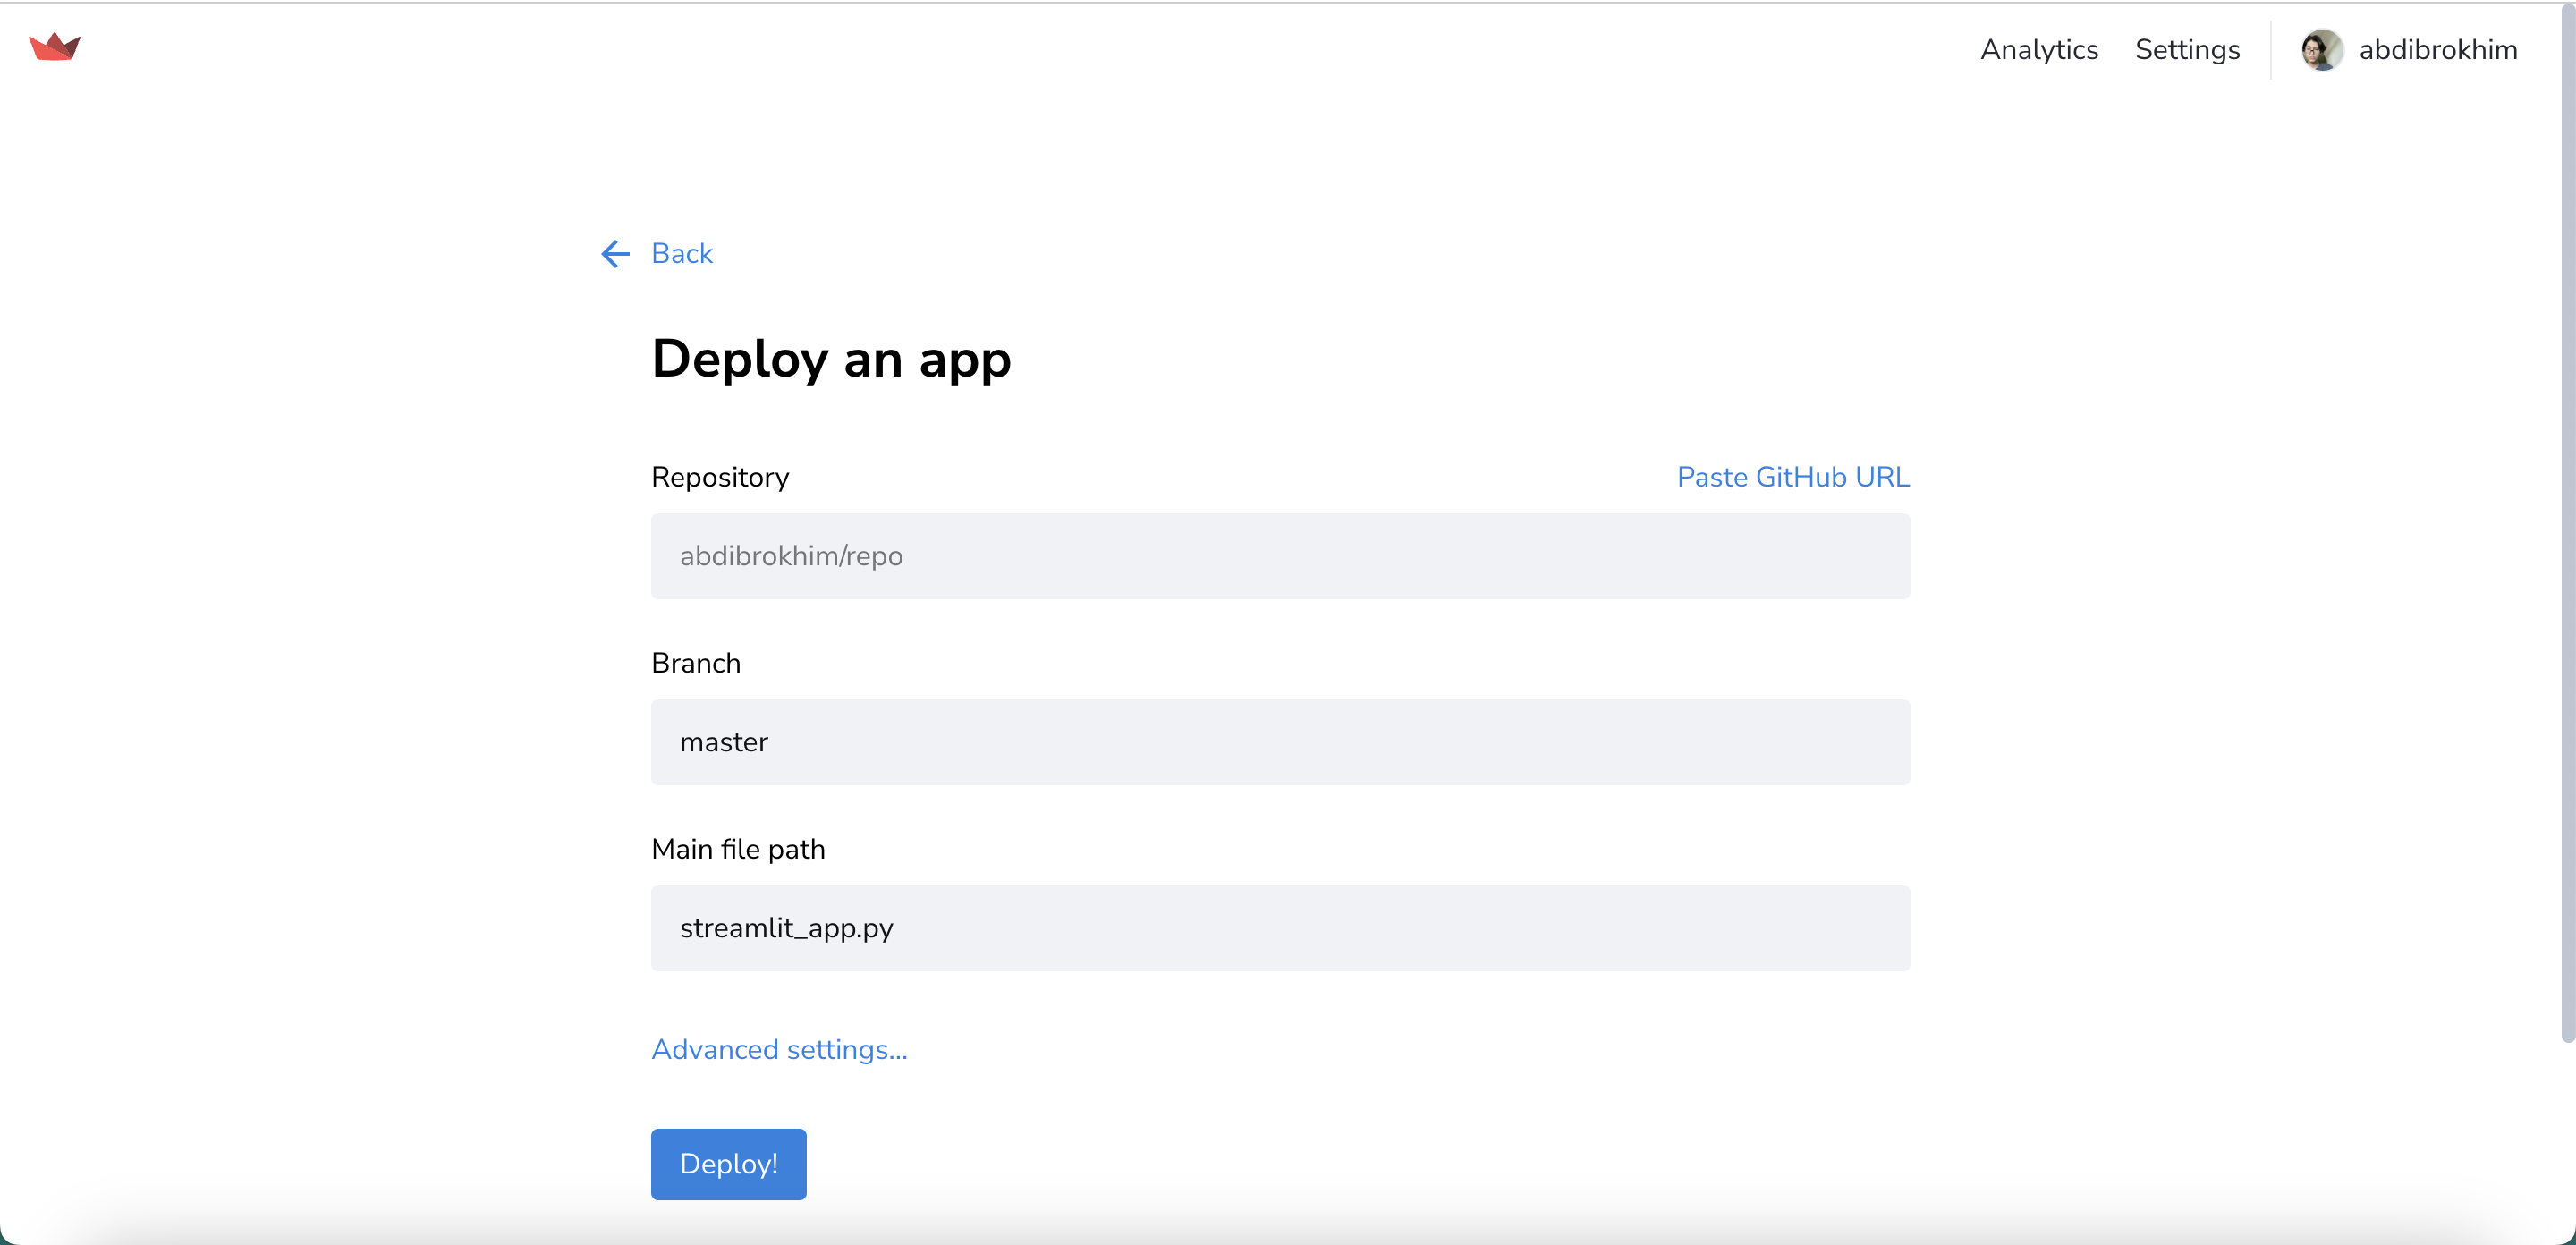 Analytics Settings abdibrokhim
Back
Deploy an app
Repository Paste GitHub URL
abdibrokhim/repo
Branch
master
Main file path
streamlit_app.py
Advanced settings...
Deploy!